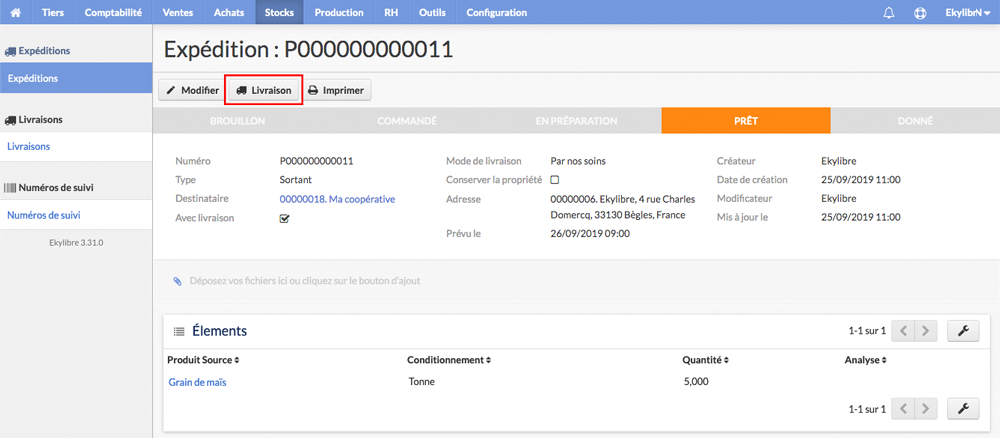 Tiers Comptabilité Ventes Achats Stocks Production RH Outils Configuration EkylibrN
Expéditions
Expéditions
Livraisons
Livraisons
Numéros de suivi
Numéros de suivi
Ekylibre 3.31.0
Expédition : P000000000011
Modifier Livraison Imprimer
BROUILLON COMMANDÉ EN PRÉPARATION PRÊT DONNÉ
Numéro P000000000011
Type Sortant
Destinataire 00000018. Ma coopérative
Avec livraison
Mode de livraison Par nos soins
Conserver la propriété
Adresse 00000006. Ekylibre, 4 rue Charles
Domercq, 33130 Bègles, France
Prévu le 26/09/2019 09:00
Créateur Ekylibre
Date de création 25/09/2019 11:00
Modificateur Ekylibre
Mis à jour le 25/09/2019 11:00
Déposez vos fichiers ici ou cliquez sur le bouton d'ajout
Élements 1-1 sur 1
Produit Source Conditionnement Quantité Analyse
Grain de maïs Tonne 5,000
1-1 sur 1